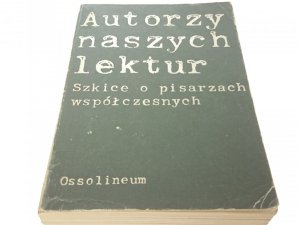 Autorzy
naszych
lektur
Szkice o pisarzach
współczesnych
Ossolineum